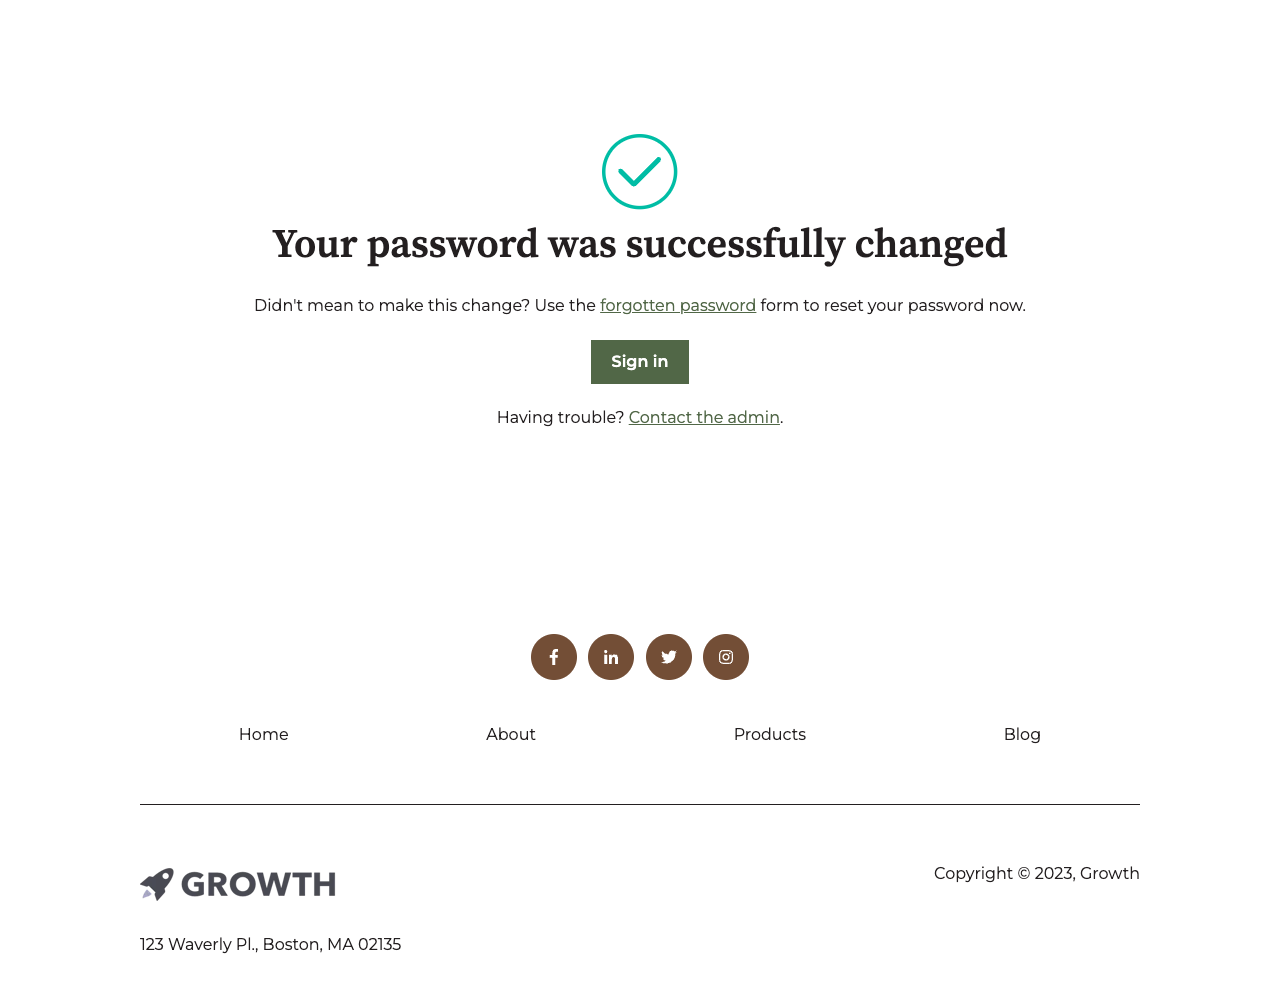 Your password was successfully changed
Didn't mean to make this change? Use the forgotten password form to reset your password now.
Sign in
Having trouble? Contact the admin.
Home
About
Products
Blog
GROWTH
Copyright © 2023, Growth
123 Waverly Pl., Boston, MA 02135